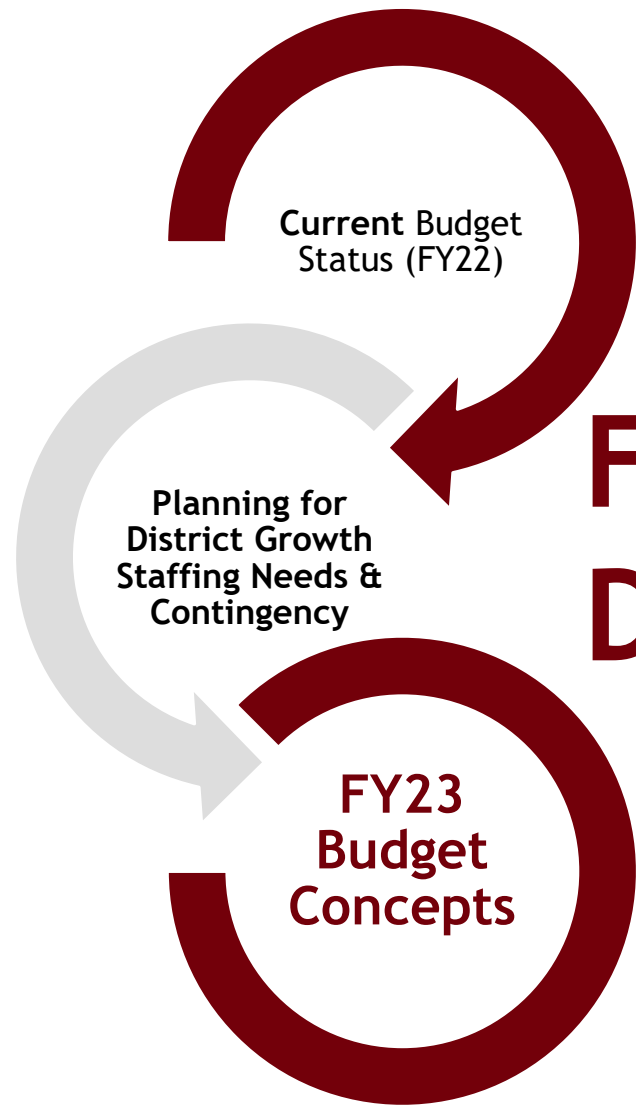 Current Budget
Status (FY22)
Planning for
District Growth
Staffing Needs &
Contingency
F
D
FY23
Budget
Concepts